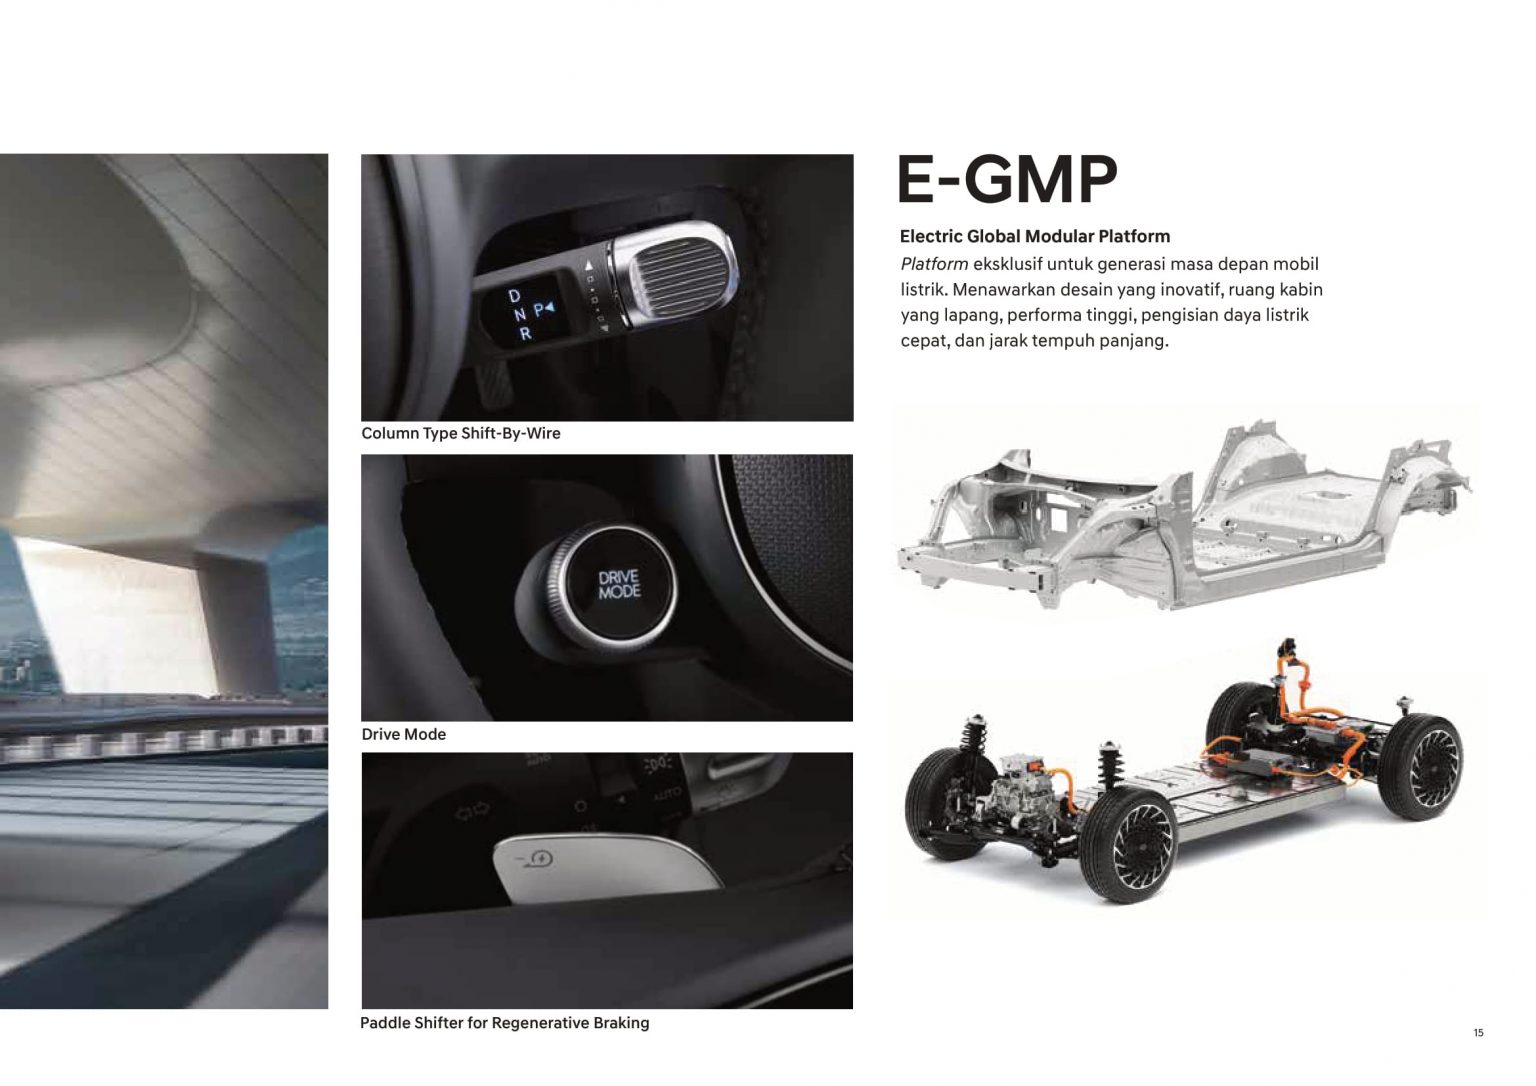 D
N P
R
Column Type Shift-By-Wire
DRIVE
MODE
Drive Mode
AUTO
AUTO
Paddle Shifter for Regenerative Braking
E-GMP
Electric Global Modular Platform
Platform eksklusif untuk generasi masa depan mobil
listrik. Menawarkan desain yang inovatif, ruang kabin
yang lapang, performa tinggi, pengisian daya listrik
cepat, dan jarak tempuh panjang.
15